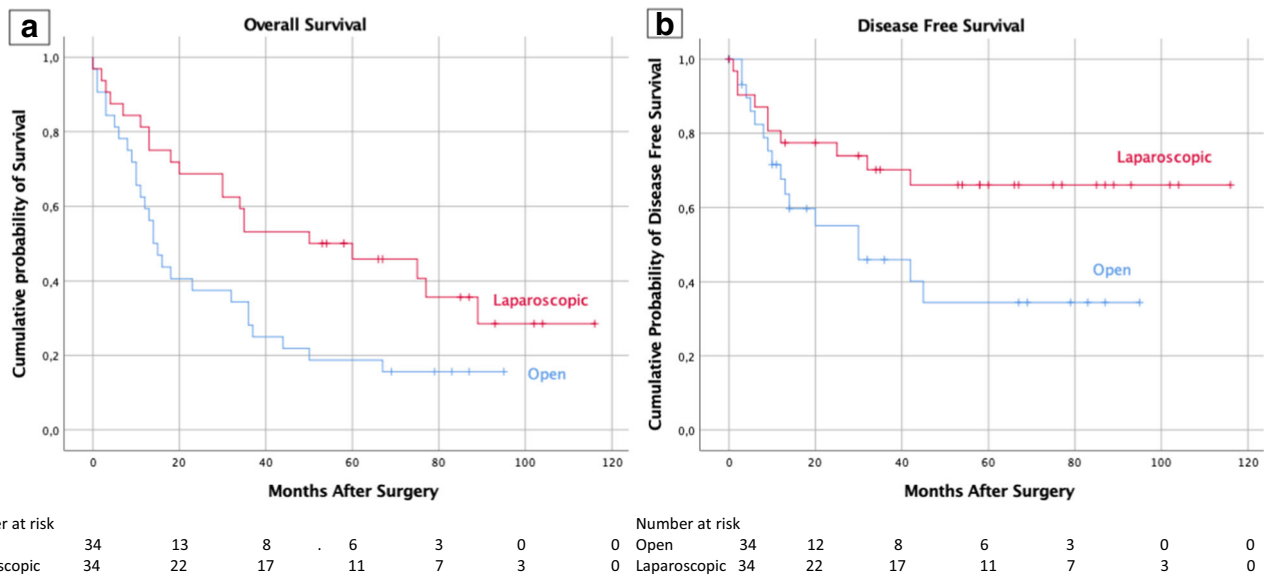 a
Overall Survival
Cumulative probability of Survival
1,0
0,8
0,6
0,4
0,2
0,0
Laparoscopic
Open
0 20 40 60 80 100 120
Months After Surgery
er at risk
34 13 8 . 6 3 0 0
scopic 34 22 17 11 7 3 0
b
Disease Free Survival
Cumulative Probability of Disease Free Survival
1,0
0,8
0,6
0,4
0,2
0,0
Laparoscopic
Open
0 20 40 60 80 100 120
Months After Surgery
Number at risk
Open 34 12 8 6 3 0 0
Laparoscopic 34 22 17 11 7 3 0